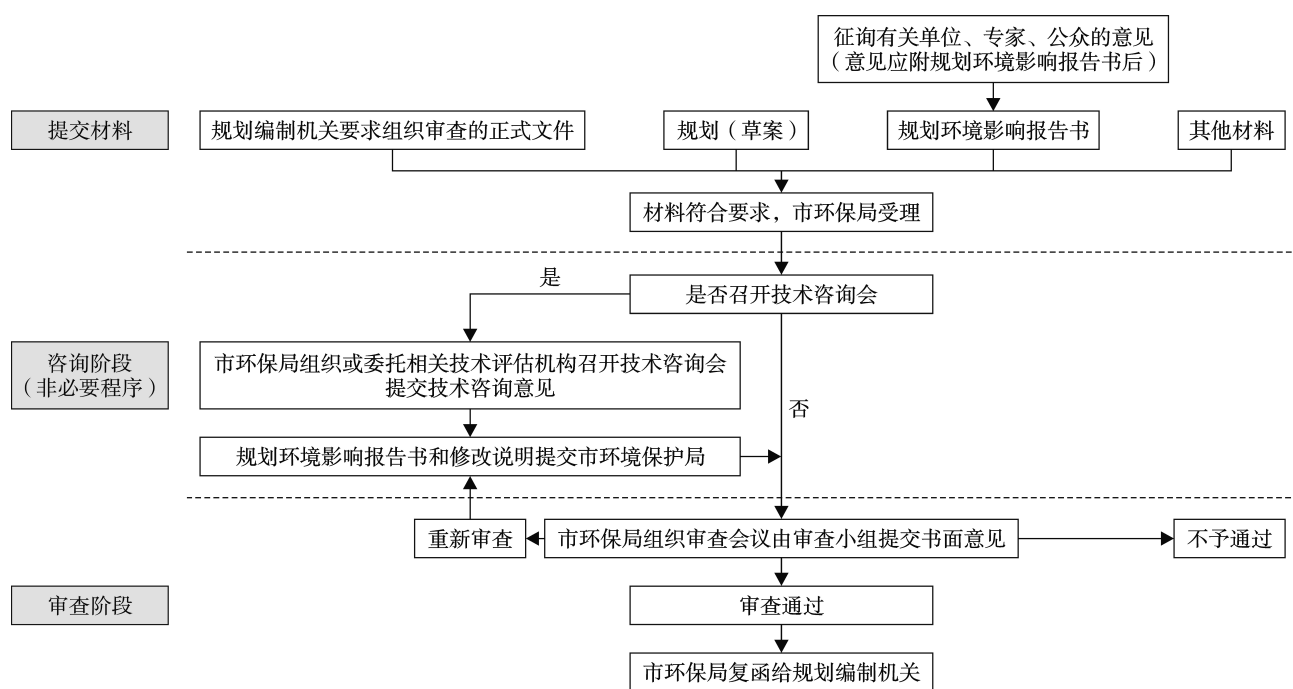 征询有关单位、专家、公众的意见
（意见应附规划环境影响报告书后）
提交材料
规划编制机关要求组织审查的正式文件
规划（草案）
规划环境影响报告书
其他材料
材料符合要求，市环保局受理
是
是否召开技术咨询会
咨询阶段
（非必要程序）
市环保局组织或委托相关技术评估机构召开技术咨询会
提交技术咨询意见
否
规划环境影响报告书和修改说明提交市环境保护局
重新审查
市环保局组织审查会议由审查小组提交书面意见
不予通过
审查阶段
审查通过
市环保局复函给规划编制机关